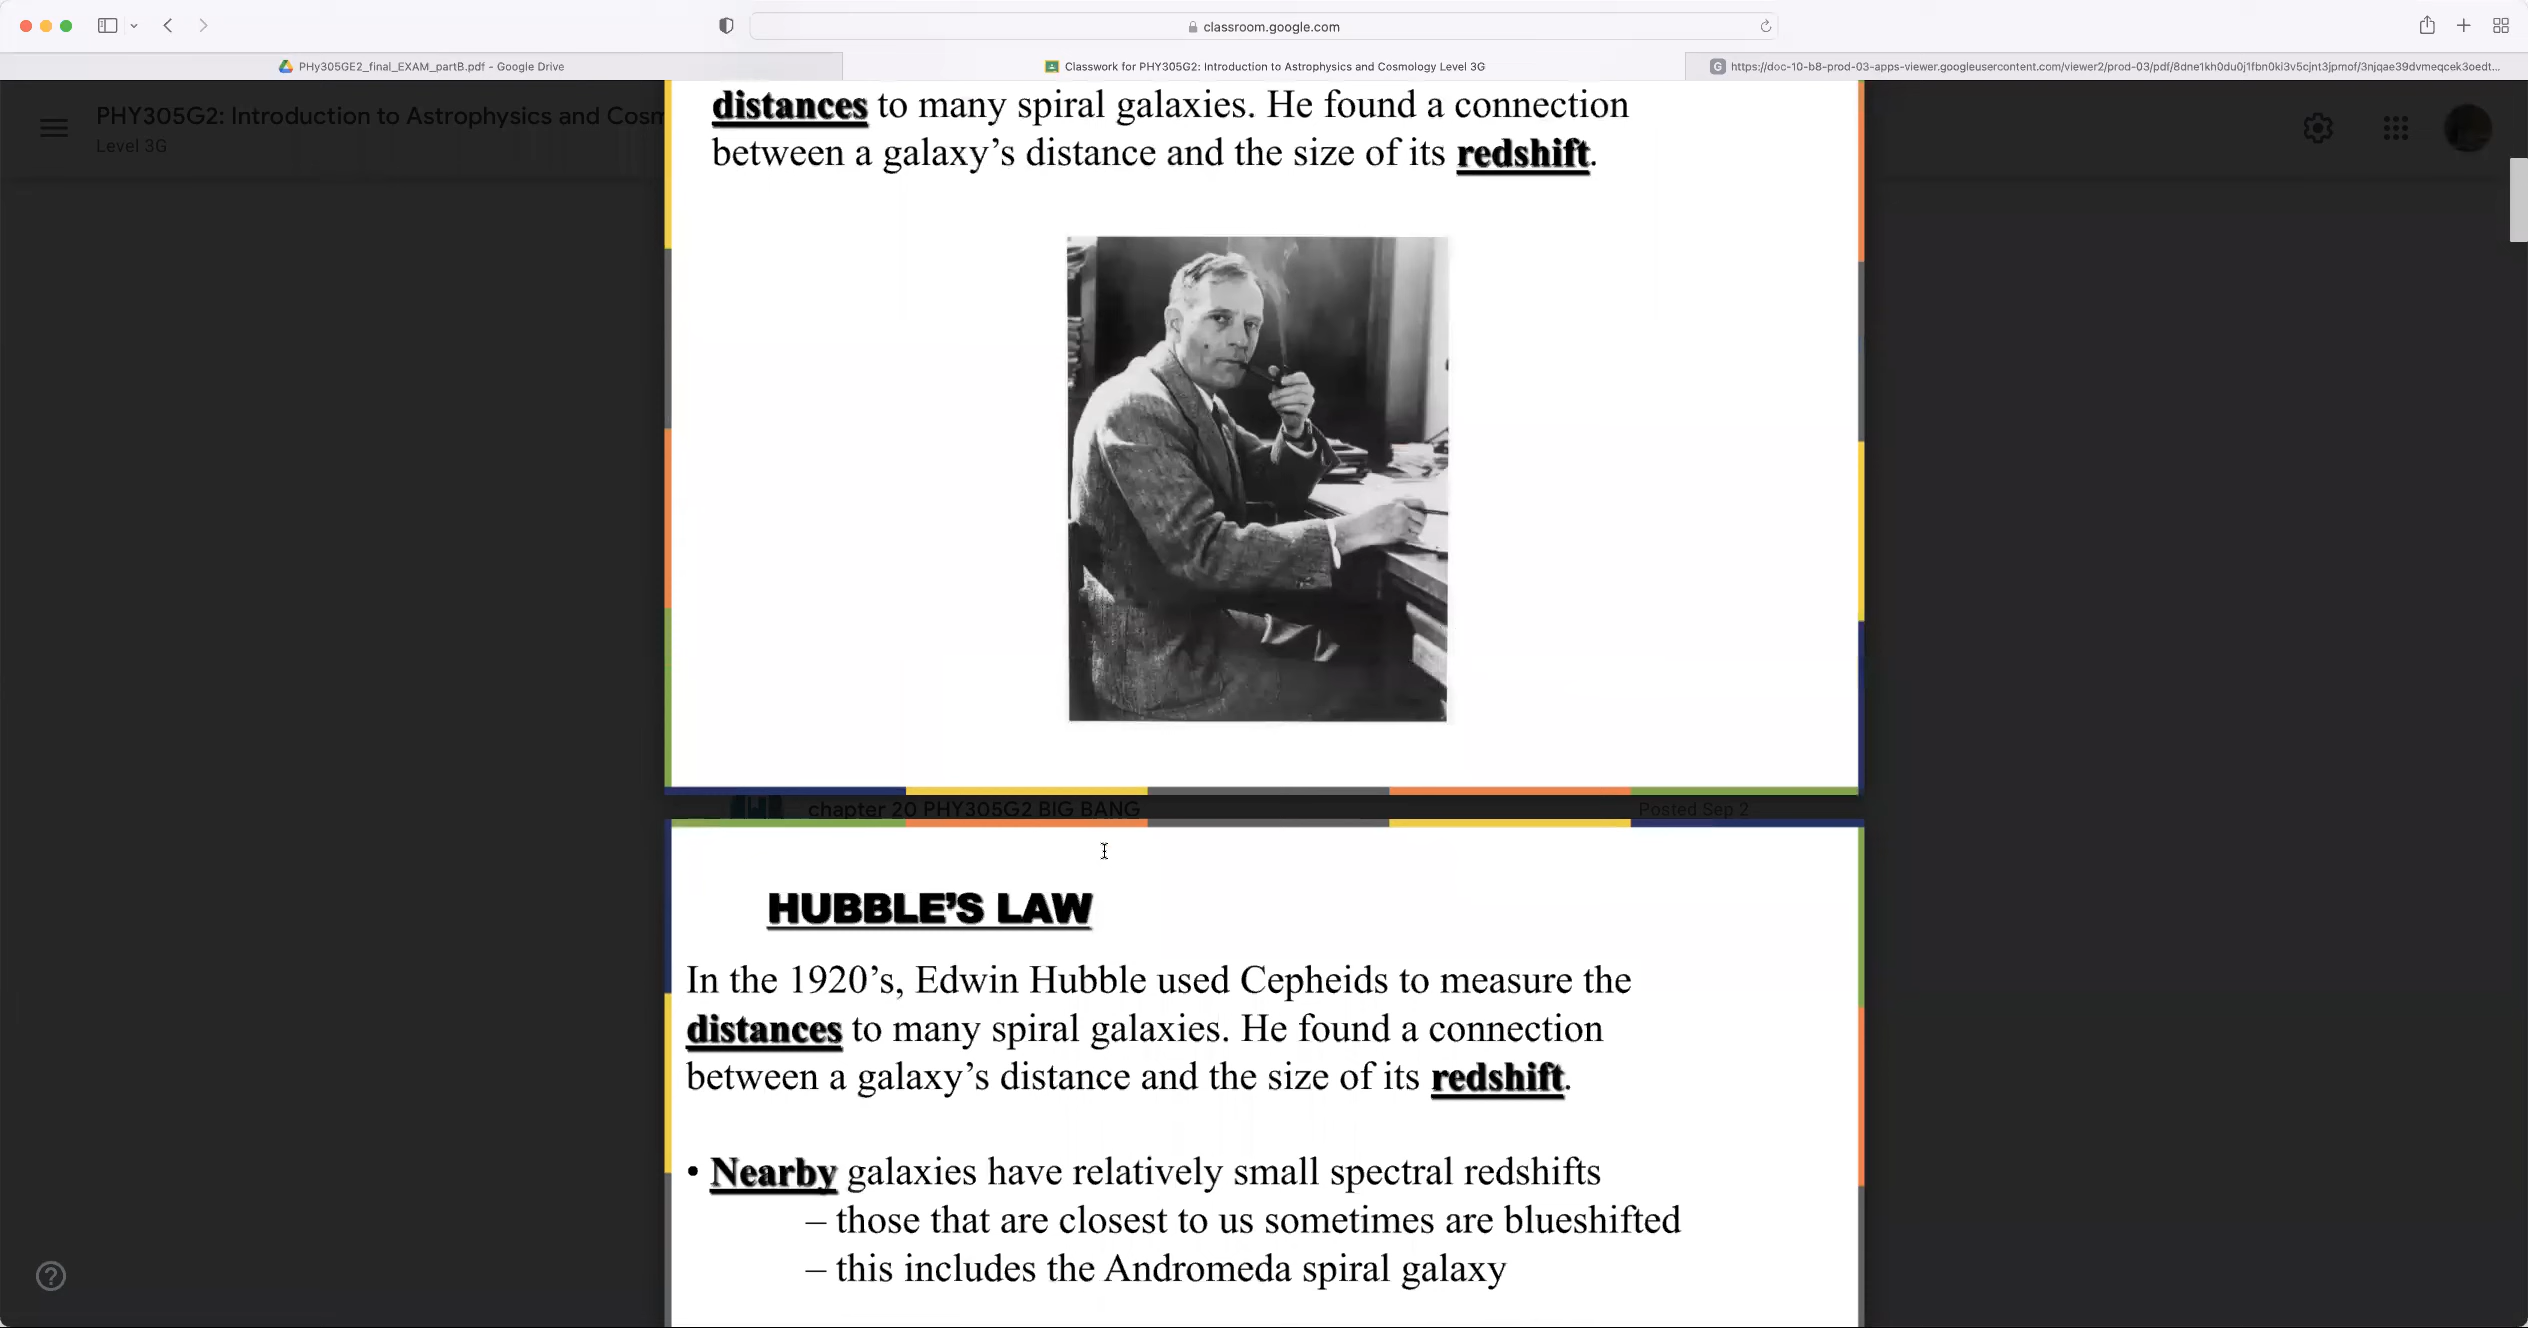 classroom.google.com
PHy305GE2_final_EXAM_partB.pdf - Google Drive
Classwork for PHY305G2: Introduction to Astrophysics and Cosmology Level 3G
PHY305G2: Introduction to Astrophysics and Cosm
Level 3G
distances to many spiral galaxies. He found a connection
between a galaxy’s distance and the size of its redshift.
chapter 20 PHY305G2 BIG BANG
Posted Sep 2
HUBBLE’S LAW
In the 1920’s, Edwin Hubble used Cepheids to measure the
distances to many spiral galaxies. He found a connection
between a galaxy’s distance and the size of its redshift.
• Nearby galaxies have relatively small spectral redshifts
– those that are closest to us sometimes are blueshifted
– this includes the Andromeda spiral galaxy